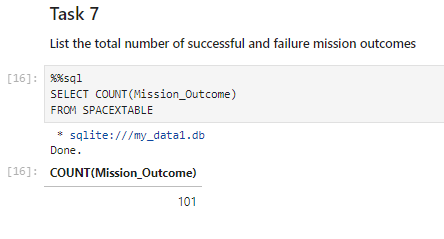 Task 7
List the total number of successful and failure mission outcomes
[16]: %%sql
SELECT COUNT(Mission_Outcome)
FROM SPACEXTABLE
* sqlite:///my_data1.db
Done.
[16]: COUNT(Mission_Outcome)
101